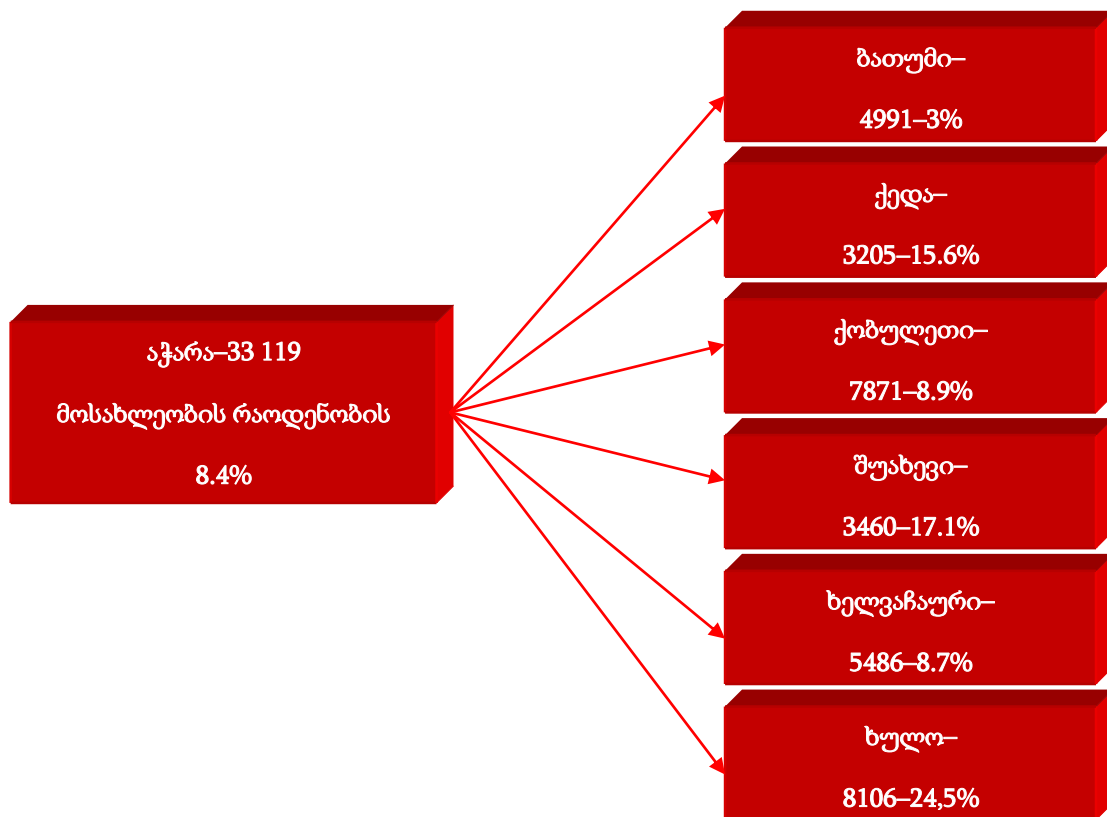 აჭარა–33 119
მოსახლეობის რაოდენობის
8.4%
ბათუმი–
4991–3%
ქედა–
3205–15.6%
ქობულეთი–
7871–8.9%
შუახევი–
3460–17.1%
ხელვაჩაური–
5486–8.7%
ხულო–
8106–24,5%